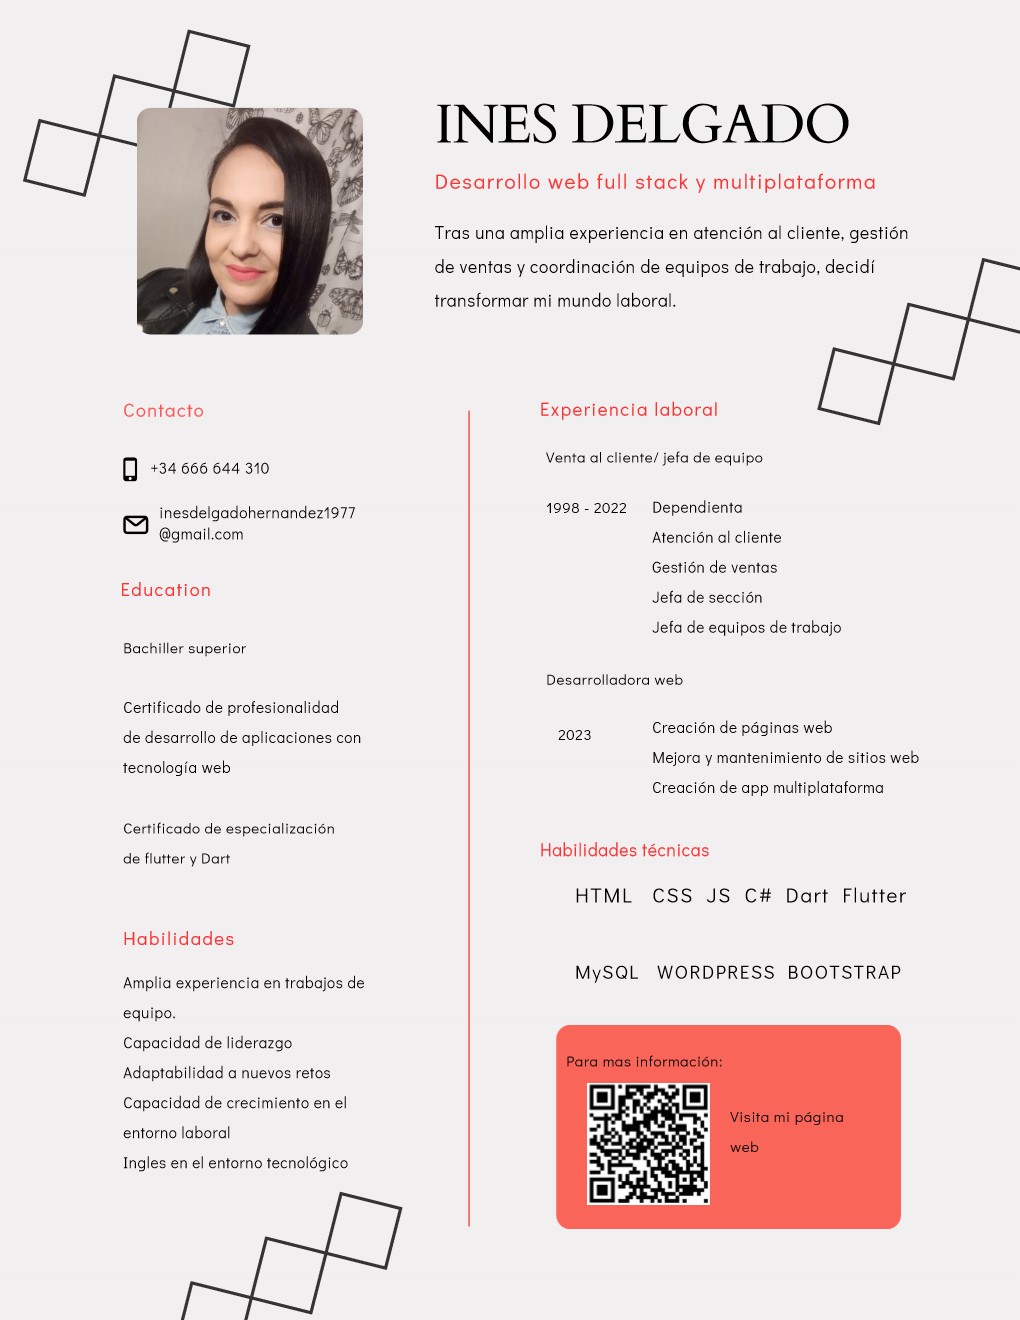 INES DELGADO
Desarrollo web full stack y multiplataforma
Tras una amplia experiencia en atención al cliente, gestión
de ventas y coordinación de equipos de trabajo, decidí
transformar mi mundo laboral.
Contacto
+34 666 644 310
inesdelgadohernandez1977
@gmail.com
Education
Bachiller superior
Certificado de profesionalidad
de desarrollo de aplicaciones con
tecnología web
Certificado de especialización
de flutter y Dart
Habilidades
Amplia experiencia en trabajos de
equipo.
Capacidad de liderazgo
Adaptabilidad a nuevos retos
Capacidad de crecimiento en el
entorno laboral
Ingles en el entorno tecnológico
Experiencia laboral
Venta al cliente/ jefa de equipo
1998 - 2022 Dependienta
Atención al cliente
Gestión de ventas
Jefa de sección
Jefa de equipos de trabajo
Desarrolladora web
2023 Creación de páginas web
Mejora y mantenimiento de sitios web
Creación de app multiplataforma
Habilidades técnicas
HTML CSS JS C# Dart Flutter
MySQL WORDPRESS BOOTSTRAP
Para mas información:
Visita mi página
web